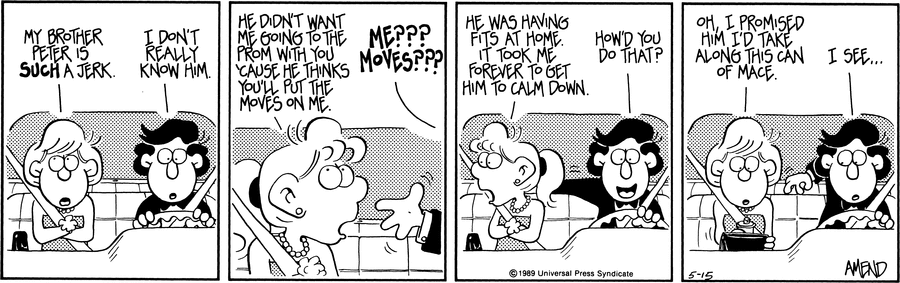 MY BROTHER
PETER IS
SUCH A JERK.
I DON'T
REALLY
KNOW HIM.
HE DIDN'T WANT
ME GOING TO THE
PROM WITH YOU
'CAUSE HE THINKS
YOU'LL PUT THE
MOVES ON ME.
ME???
MOVES???
HE WAS HAVING
FITS AT HOME.
IT TOOK ME
FOREVER TO GET
HIM TO CALM DOWN.
HOW'D YOU
DO THAT?
©1989 Universal Press Syndicate
OH, I PROMISED
HIM I'D TAKE
ALONG THIS CAN
OF MACE.
I SEE...
5-15
AMEND